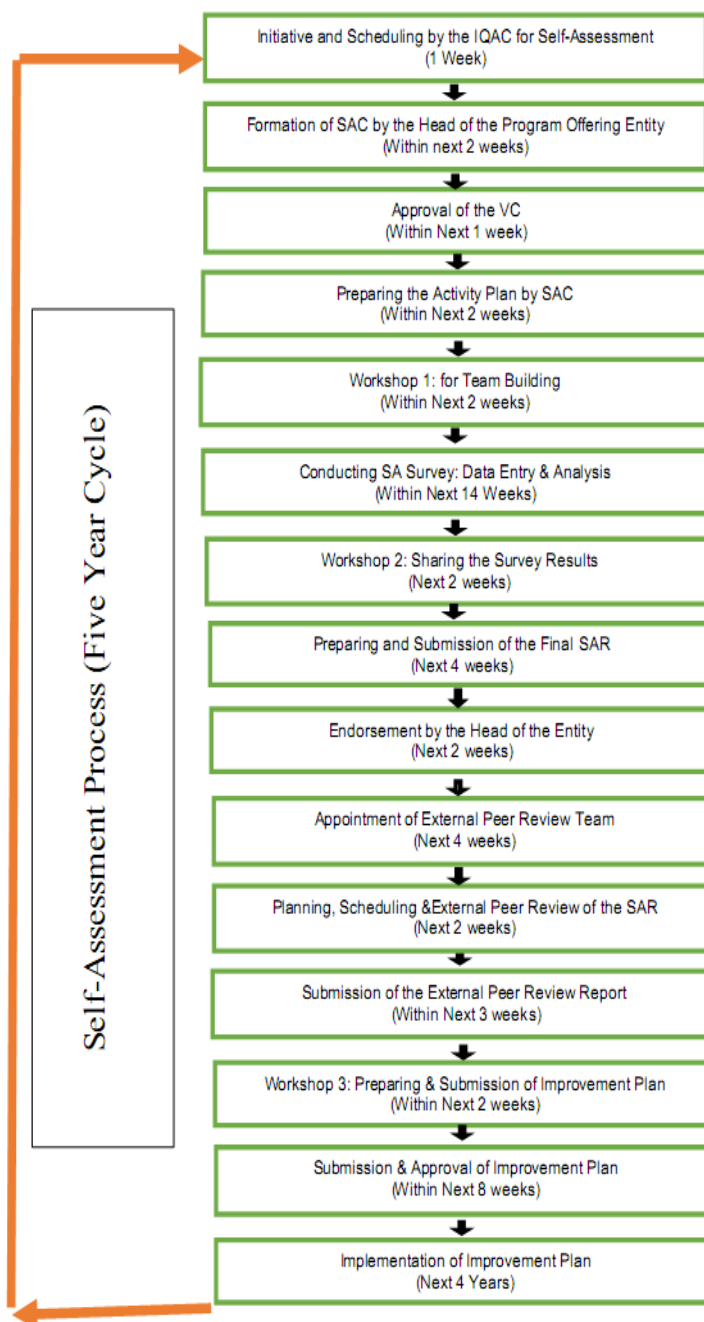 Initiative and Scheduling by the IQAC for Self-Assessment
(1 Week)
Formation of SAC by the Head of the Program Offering Entity
(Within next 2 weeks)
Approval of the VC
(Within Next 1 week)
Preparing the Activity Plan by SAC
(Within Next 2 weeks)
Workshop 1: for Team Building
(Within Next 2 weeks)
Conducting SA Survey: Data Entry & Analysis
(Within Next 14 Weeks)
Workshop 2: Sharing the Survey Results
(Next 2 weeks)
Preparing and Submission of the Final SAR
(Next 4 weeks)
Endorsement by the Head of the Entity
(Next 2 weeks)
Appointment of External Peer Review Team
(Next 4 weeks)
Planning, Scheduling &External Peer Review of the SAR
(Next 2 weeks)
Submission of the External Peer Review Report
(Within Next 3 weeks)
Workshop 3: Preparing & Submission of Improvement Plan
(Within Next 2 weeks)
Submission & Approval of Improvement Plan
(Within Next 8 weeks)
Implementation of Improvement Plan
(Next 4 Years)
Self-Assessment Process (Five Year Cycle)